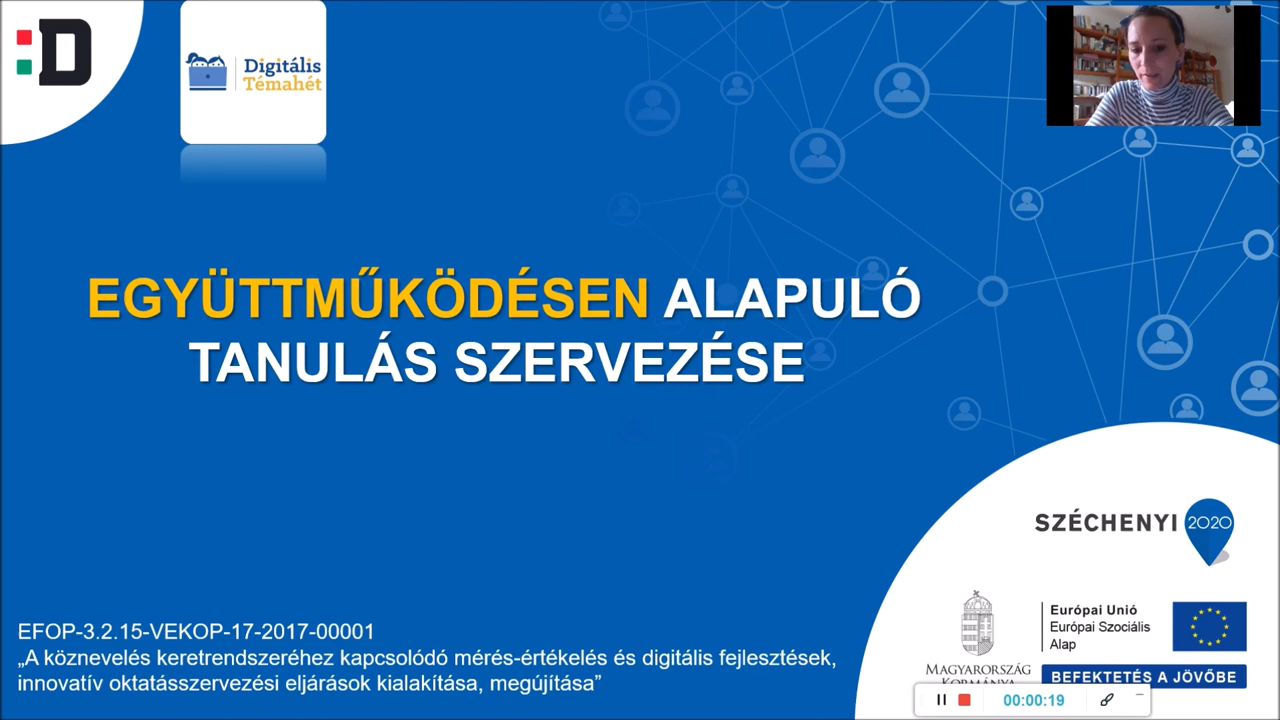 :D
Digitális
Témahét
EGYÜTTMŰKÖDÉSEN ALAPULÓ
TANULÁS SZERVEZÉSE
SZÉCHENYI 2020
EFOP-3.2.15-VEKOP-17-2017-00001
„A köznevelés keretrendszeréhez kapcsolódó mérés-értékelés és digitális fejlesztések,
innovatív oktatásszervezési eljárások kialakítása, megújítása”
Európai Unió
Európai Szociális
Alap
MAGYARORSZÁG
KORMÁNYA
BEFEKTETÉS A JÖVŐBE
00:00:19